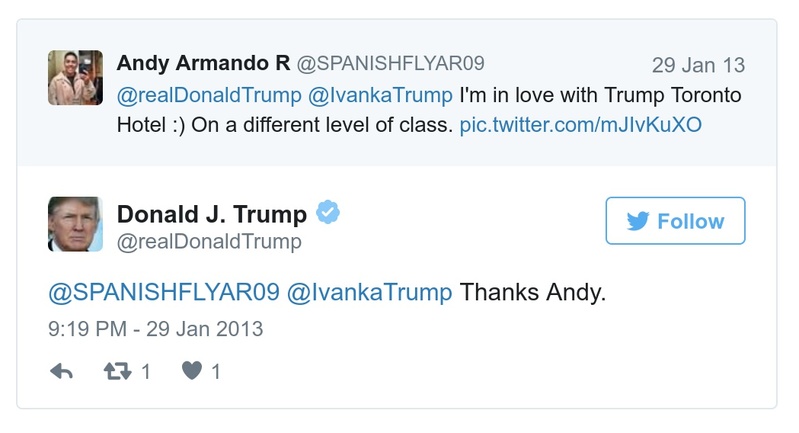 Andy Armando R @SPANISHFLYAR09 29 Jan 13
@realDonaldTrump @IvankaTrump I'm in love with Trump Toronto
Hotel :) On a different level of class. pic.twitter.com/mJIvKuXO
Donald J. Trump
@realDonaldTrump
Follow
@SPANISHFLYAR09 @IvankaTrump Thanks Andy.
9:19 PM - 29 Jan 2013
1 1